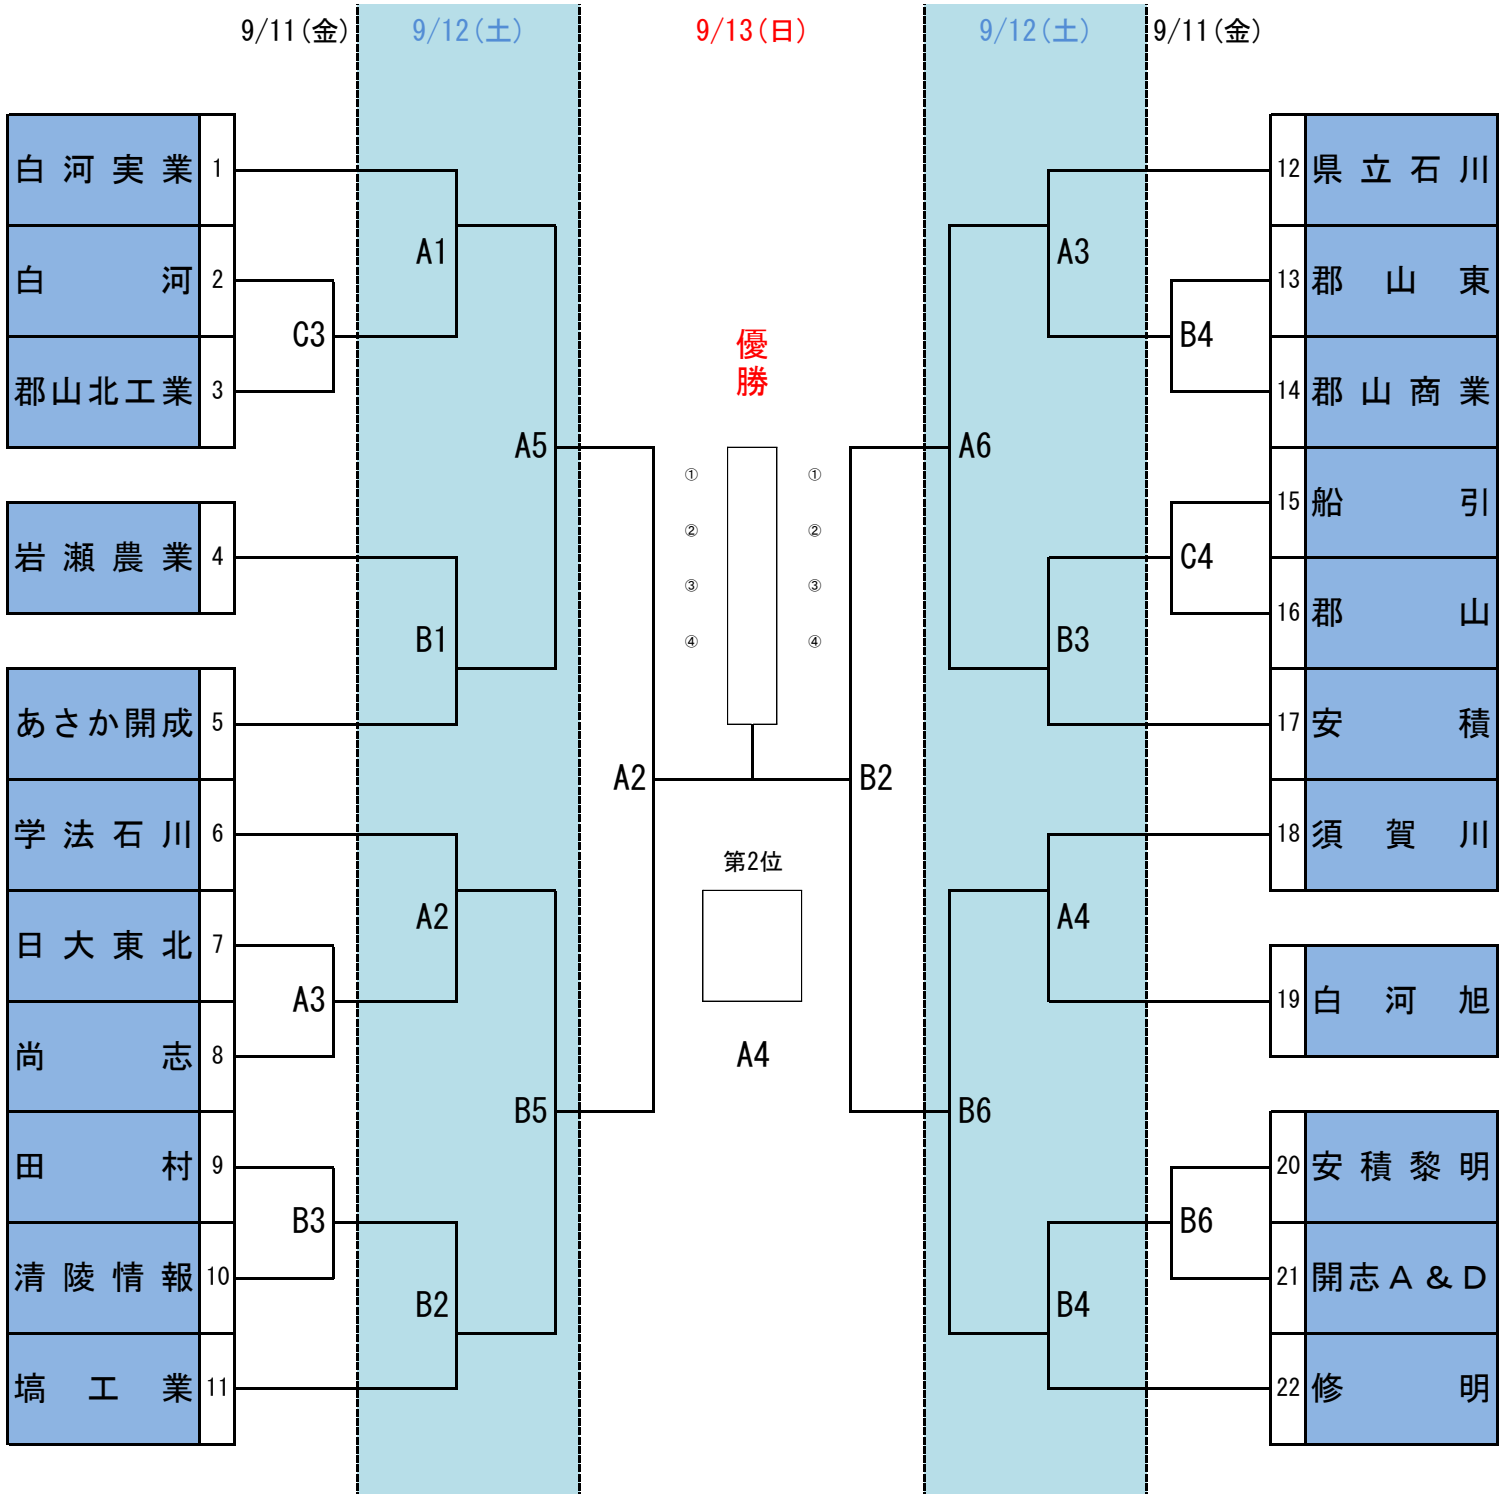 9/11(金) 9/12(土) 9/13(日) 9/12(土) 9/11(金)
白河実業 1
白河 2
郡山北工業 3
岩瀬農業 4
あさか開成 5
学法石川 6
日大東北 7
尚志 8
田村 9
清陵情報 10
塙工業 11
C3
A3
B3
A1
B1
A2
B2
A5
B5
A2
優勝
① ①
② ②
③ ③
④ ④
第2位
A4
B2
A6
B6
A3
B3
A4
B4
B4
C4
B6
12 県立石川
13 郡山東
14 郡山商業
15 船引
16 郡山
17 安積
18 須賀川
19 白河旭
20 安積黎明
21 開志A&D
22 修明